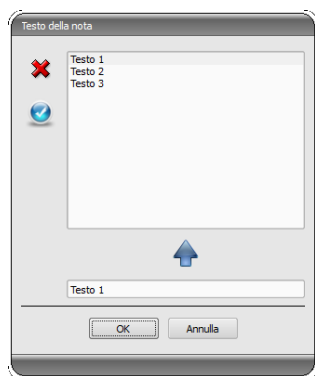 Testo della nota
Testo 1
Testo 2
Testo 3
Testo 1
OK
Annulla